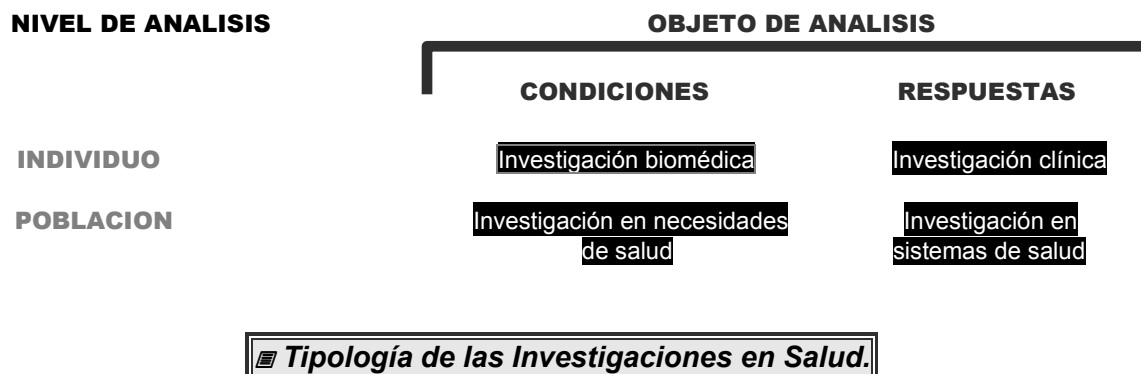 NIVEL DE ANALISIS OBJETO DE ANALISIS
CONDICIONES RESPUESTAS
INDIVIDUO Investigación biomédica Investigación clínica
POBLACION Investigación en necesidades Investigación en
de salud sistemas de salud
Tipología de las Investigaciones en Salud.